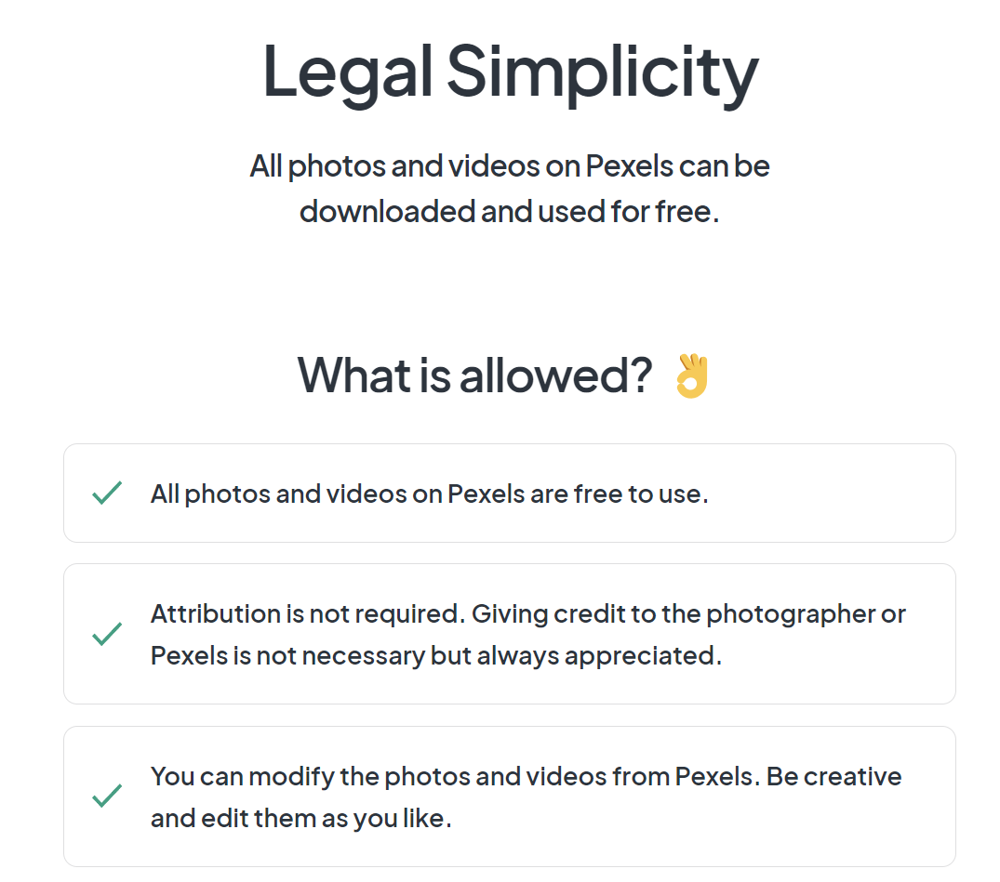 Legal Simplicity
All photos and videos on Pexels can be
downloaded and used for free.
What is allowed? 👌
All photos and videos on Pexels are free to use.
Attribution is not required. Giving credit to the photographer or
Pexels is not necessary but always appreciated.
You can modify the photos and videos from Pexels. Be creative
and edit them as you like.